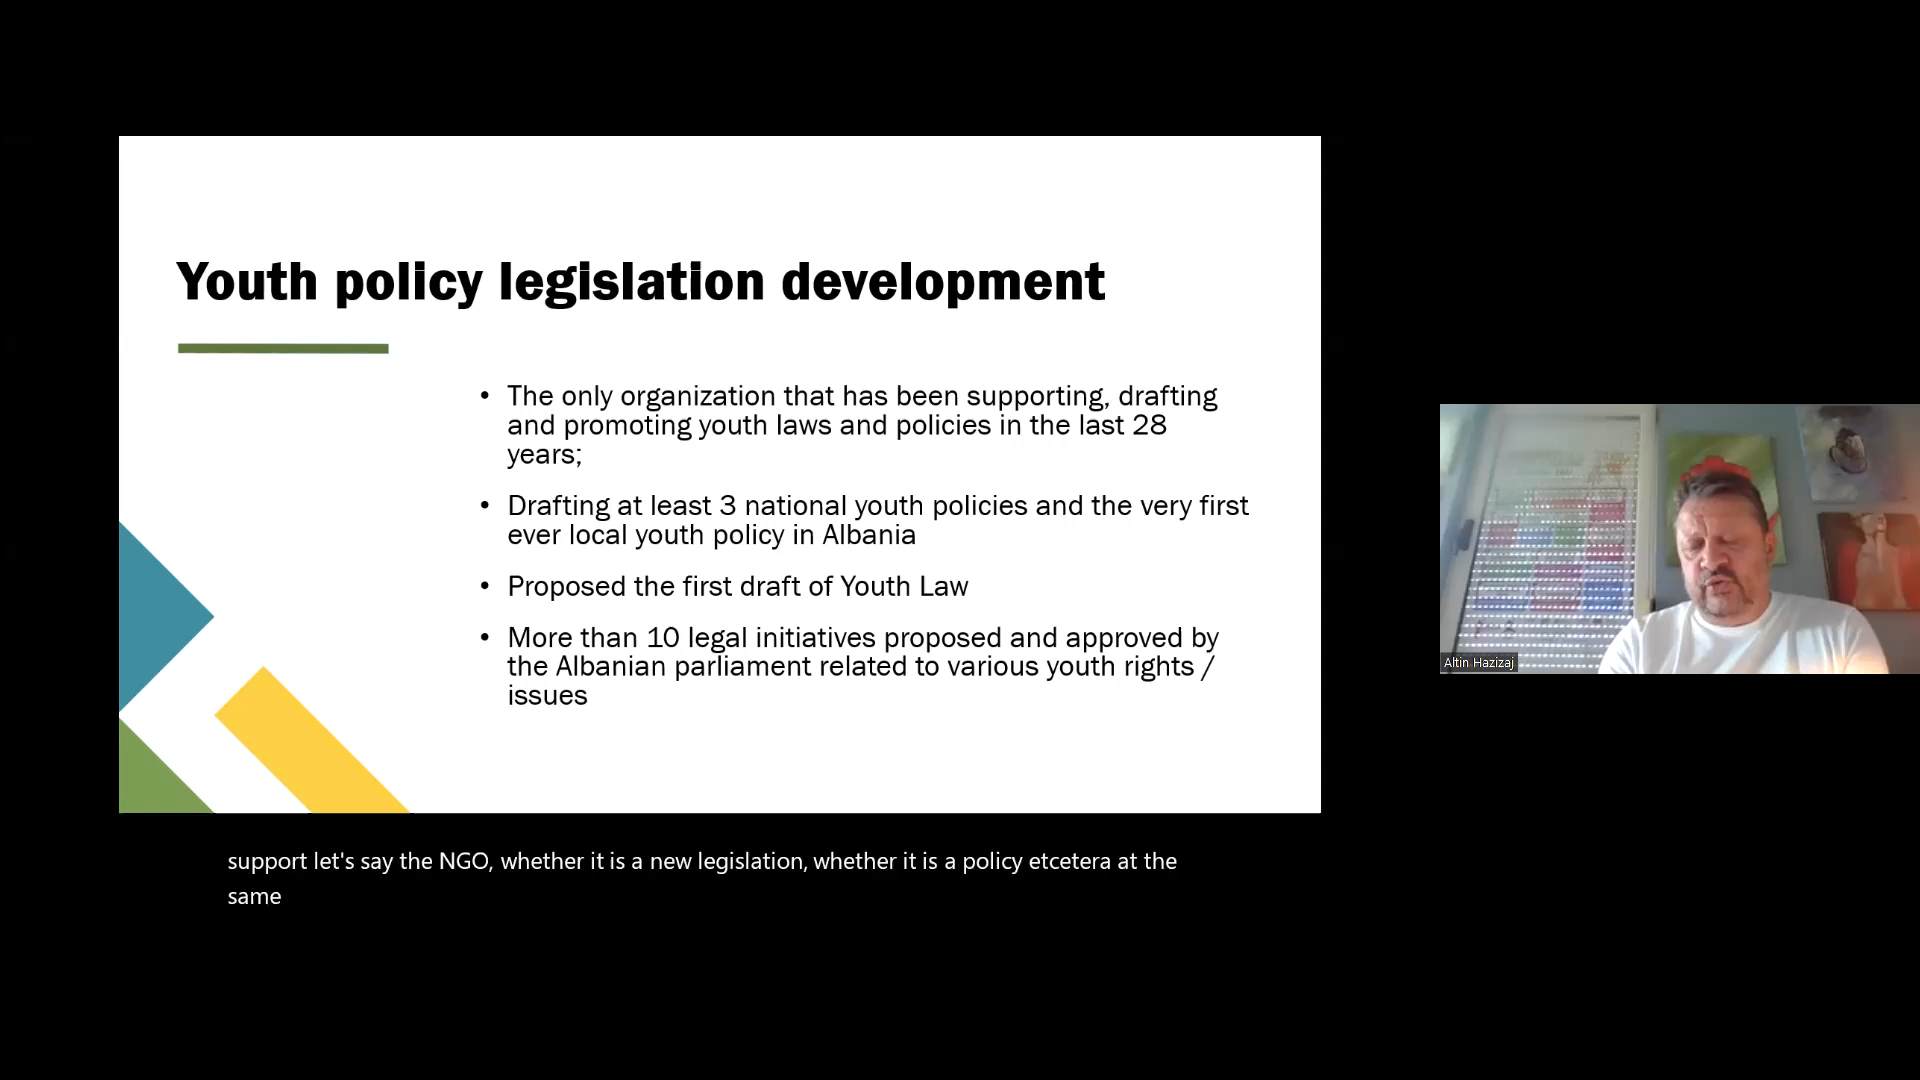 Youth policy legislation development
• The only organization that has been supporting, drafting
and promoting youth laws and policies in the last 28
years;
• Drafting at least 3 national youth policies and the very first
ever local youth policy in Albania
• Proposed the first draft of Youth Law
• More than 10 legal initiatives proposed and approved by
the Albanian parliament related to various youth rights /
issues
Altin Hazizaj
support let's say the NGO, whether it is a new legislation, whether it is a policy etcetera at the
same